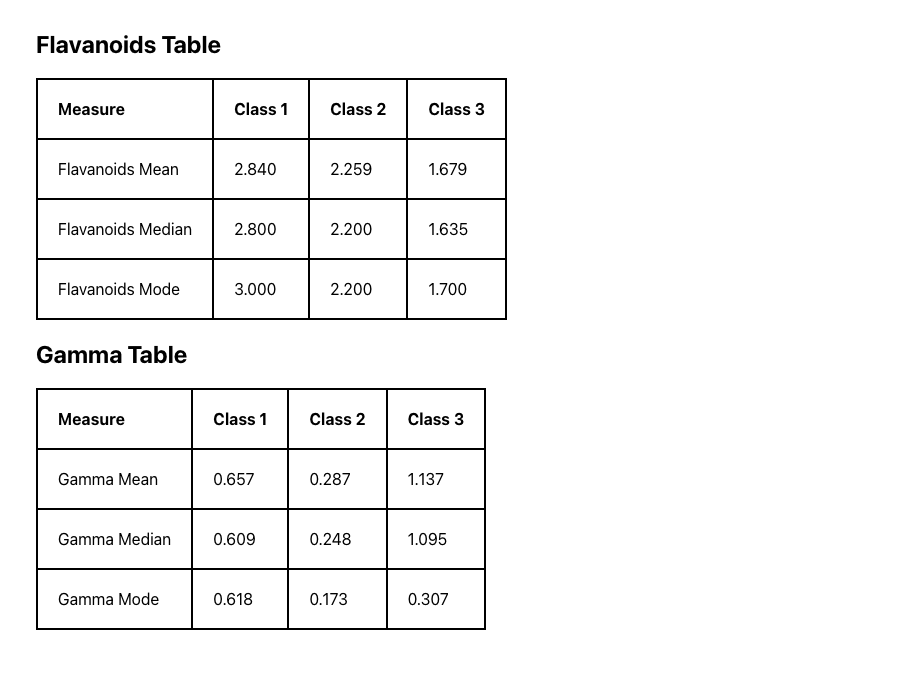 Flavanoids Table
Measure Class 1 Class 2 Class 3
Flavanoids Mean 2.840 2.259 1.679
Flavanoids Median 2.800 2.200 1.635
Flavanoids Mode 3.000 2.200 1.700
Gamma Table
Measure Class 1 Class 2 Class 3
Gamma Mean 0.657 0.287 1.137
Gamma Median 0.609 0.248 1.095
Gamma Mode 0.618 0.173 0.307